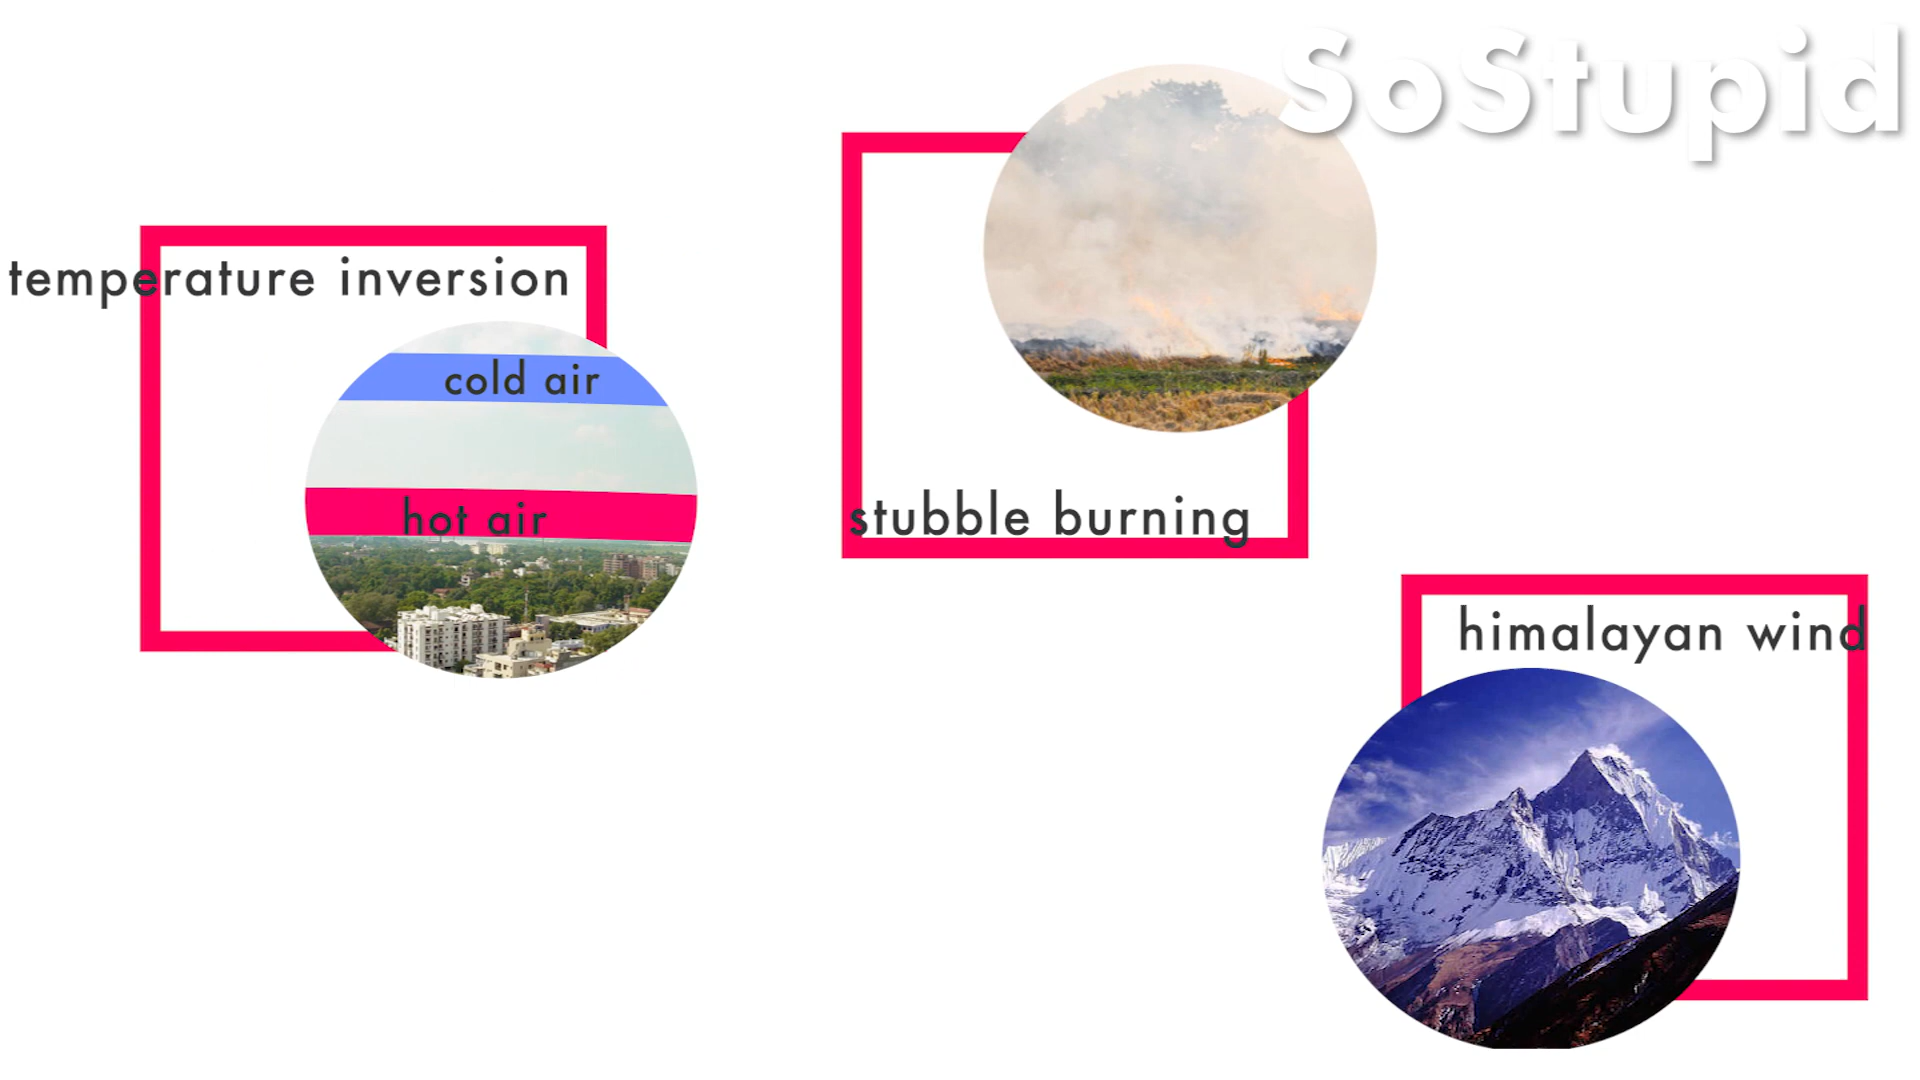 SoStupid
temperature inversion
cold air
hot air
stubble burning
himalayan wind